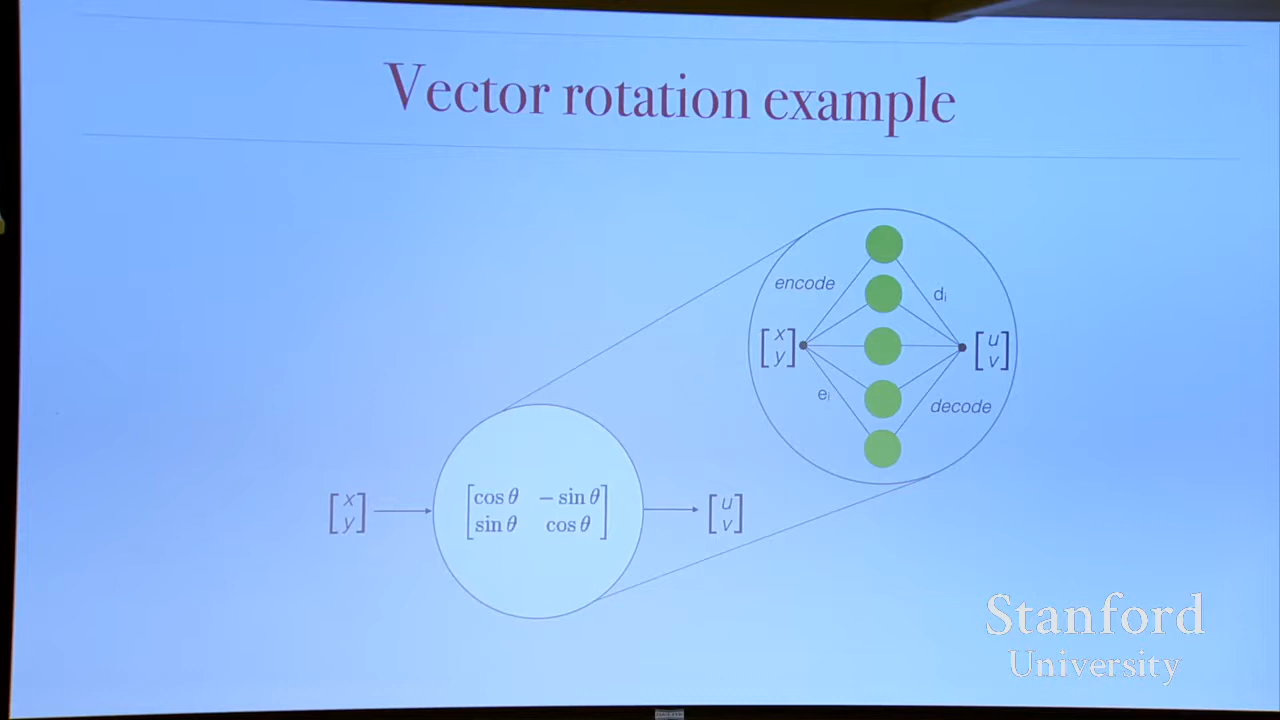 Vector rotation example
encode
dᵢ
[x y]
[u v]
eᵢ
decode
[x y]
[cos θ − sin θ
sin θ cos θ]
[u v]
Stanford
University